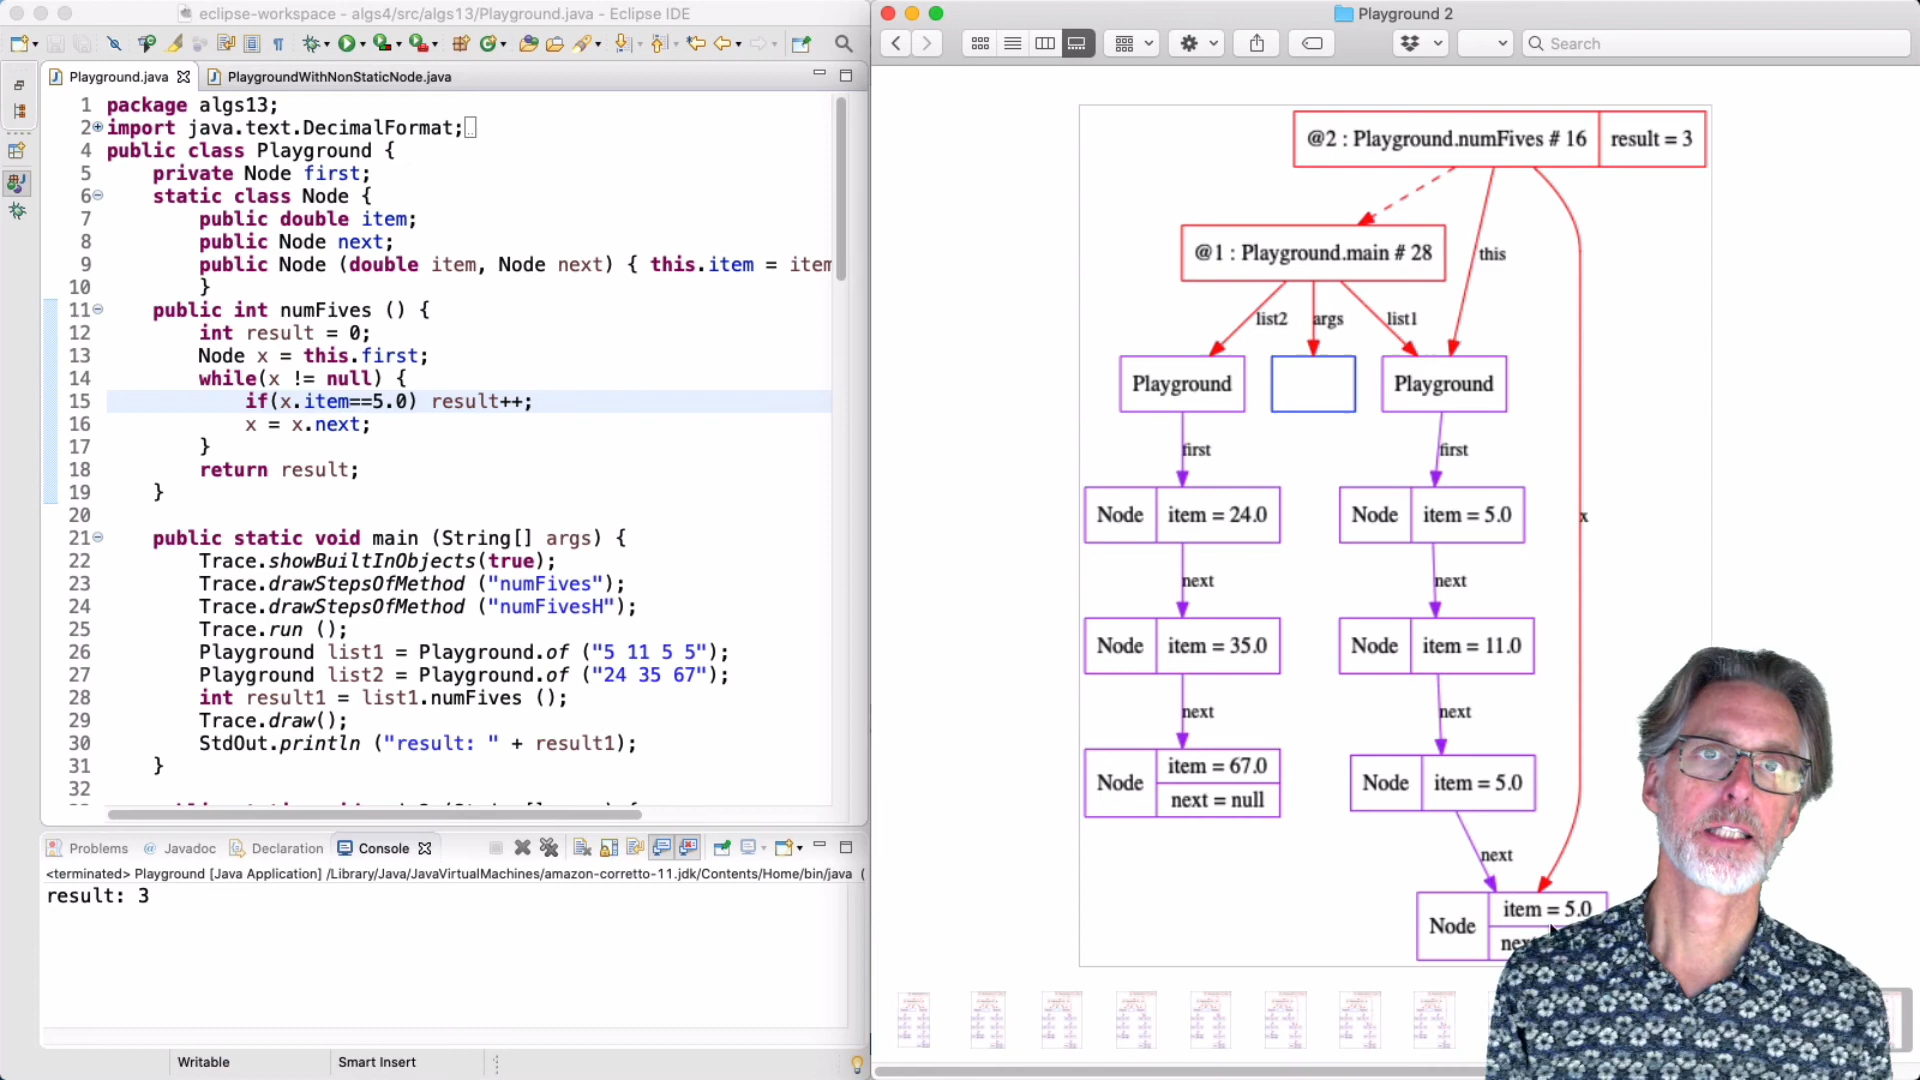 eclipse-workspace - algs4/src/algs13/Playground.java - Eclipse IDE
Playground.java
PlaygroundWithNonStaticNode.java
1 package algs13;
2 import java.text.DecimalFormat;
4 public class Playground {
5 private Node first;
6 static class Node {
7 public double item;
8 public Node next;
9 public Node (double item, Node next) { this.item = item
10 }
11 public int numFives () {
12 int result = 0;
13 Node x = this.first;
14 while(x != null) {
15 if(x.item==5.0) result++;
16 x = x.next;
17 }
18 return result;
19 }
20
21 public static void main (String[] args) {
22 Trace.showBuiltInObjects(true);
23 Trace.drawStepsOfMethod ("numFives");
24 Trace.drawStepsOfMethod ("numFivesH");
25 Trace.run ();
26 Playground list1 = Playground.of ("5 11 5 5");
27 Playground list2 = Playground.of ("24 35 67");
28 int result1 = list1.numFives ();
29 Trace.draw();
30 StdOut.println ("result: " + result1);
31 }
32
Problems
@ Javadoc
Declaration
Console
<terminated> Playground [Java Application] /Library/Java/JavaVirtualMachines/amazon-corretto-11.jdk/Contents/Home/bin/java (
result: 3
Writable
Smart Insert
Playground 2
Search
@2 : Playground.numFives # 16
result = 3
@1 : Playground.main # 28
this
list2
args
list1
Playground
Playground
first
first
Node
item = 24.0
Node
item = 5.0
x
next
next
Node
item = 35.0
Node
item = 11.0
next
next
Node
item = 67.0
next = null
Node
item = 5.0
next
Node
item = 5.0